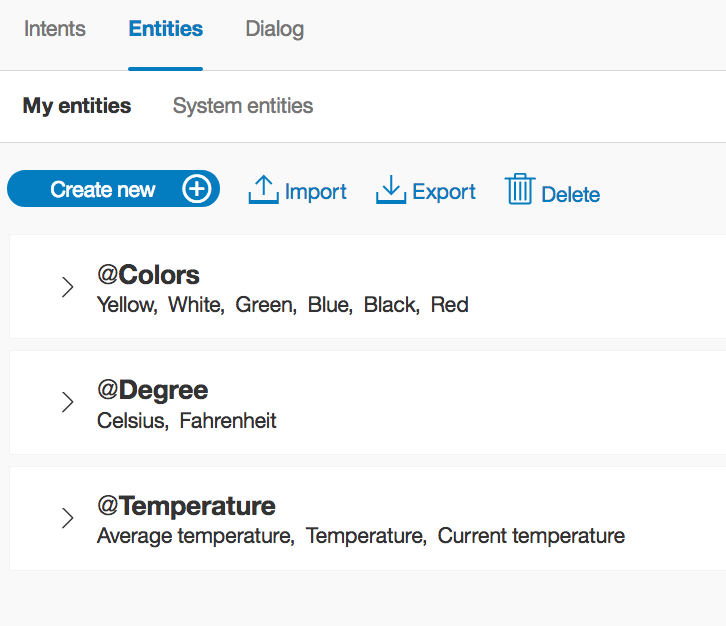 Intents Entities Dialog
My entities System entities
Create new Import Export Delete
@Colors
Yellow, White, Green, Blue, Black, Red
@Degree
Celsius, Fahrenheit
@Temperature
Average temperature, Temperature, Current temperature